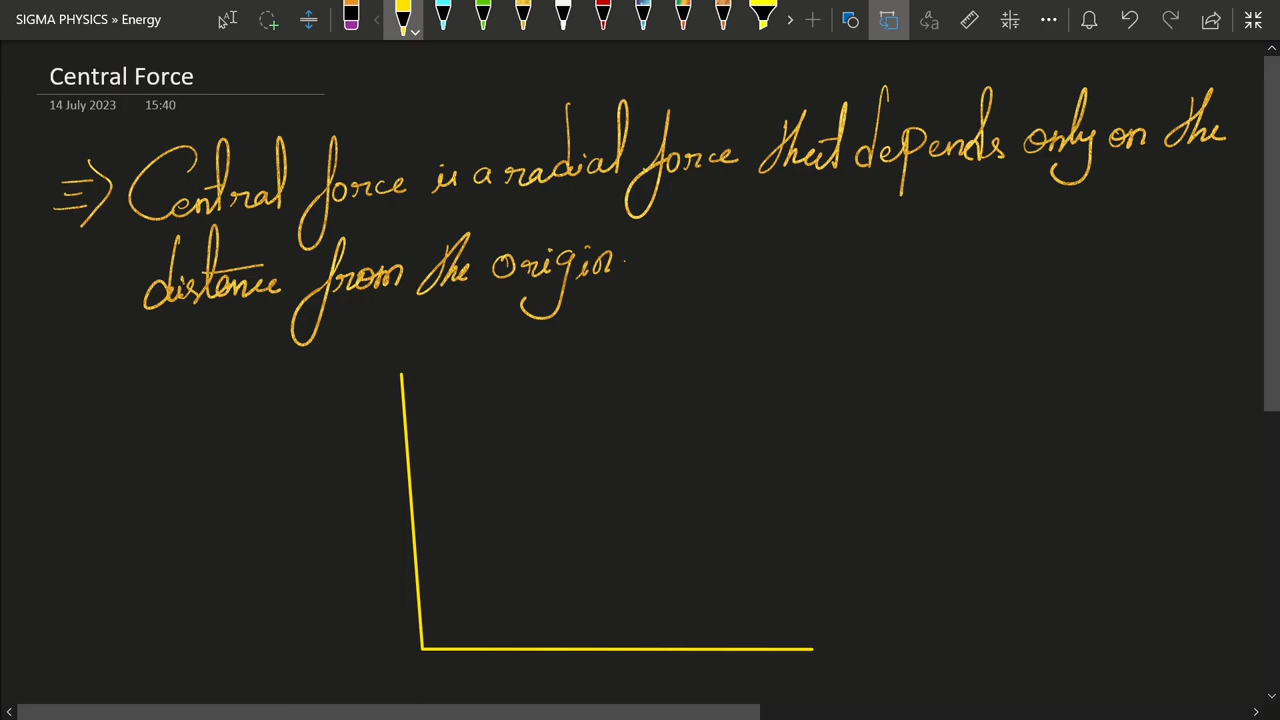 SIGMA PHYSICS » Energy
Central Force
14 July 2023 15:40
⇒ Central force is a radial force that depends only on the
distance from the origin.